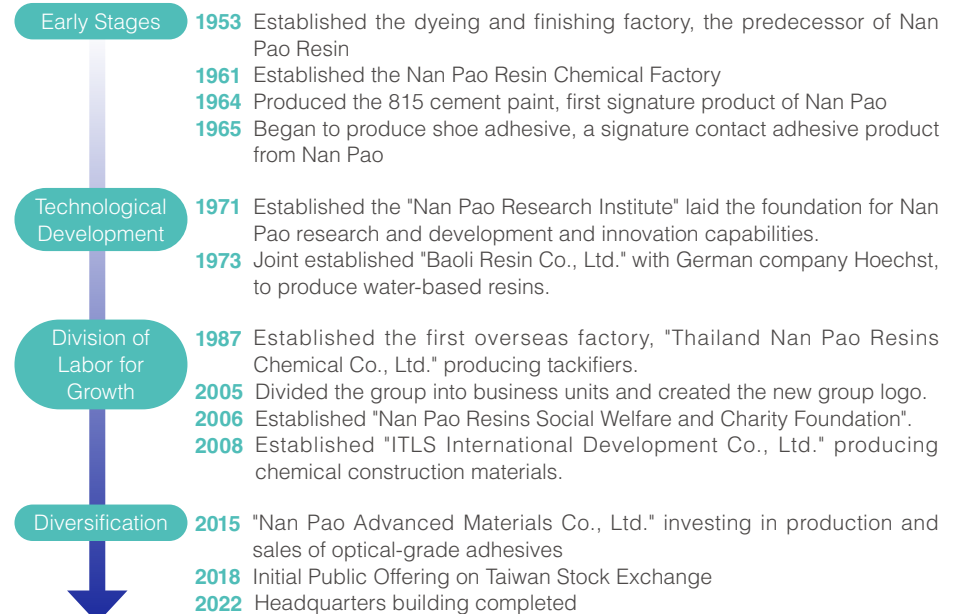 Early Stages
1953 Established the dyeing and finishing factory, the predecessor of Nan
Pao Resin
1961 Established the Nan Pao Resin Chemical Factory
1964 Produced the 815 cement paint, first signature product of Nan Pao
1965 Began to produce shoe adhesive, a signature contact adhesive product
from Nan Pao
Technological
Development
1971 Established the "Nan Pao Research Institute" laid the foundation for Nan
Pao research and development and innovation capabilities.
1973 Joint established "Baoli Resin Co., Ltd." with German company Hoechst,
to produce water-based resins.
Division of
Labor for
Growth
1987 Established the first overseas factory, "Thailand Nan Pao Resins
Chemical Co., Ltd." producing tackifiers.
2005 Divided the group into business units and created the new group logo.
2006 Established "Nan Pao Resins Social Welfare and Charity Foundation".
2008 Established "ITLS International Development Co., Ltd." producing
chemical construction materials.
Diversification
2015 "Nan Pao Advanced Materials Co., Ltd." investing in production and
sales of optical-grade adhesives
2018 Initial Public Offering on Taiwan Stock Exchange
2022 Headquarters building completed